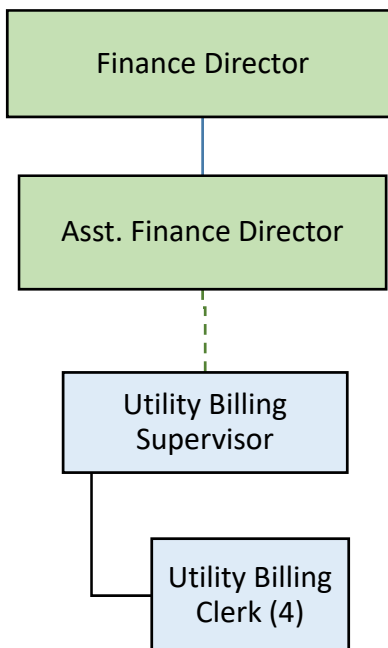 Finance Director
Asst. Finance Director
Utility Billing
Supervisor
Utility Billing
Clerk (4)